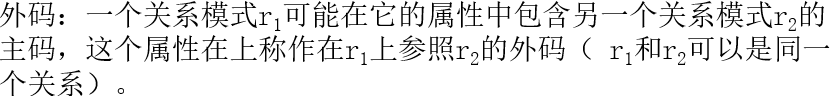 外码：一个关系模式r₁可能在它的属性中包含另一个关系模式r₂的
主码，这个属性在上称作在r₁上参照r₂的外码（ r₁和r₂可以是同一
个关系）。